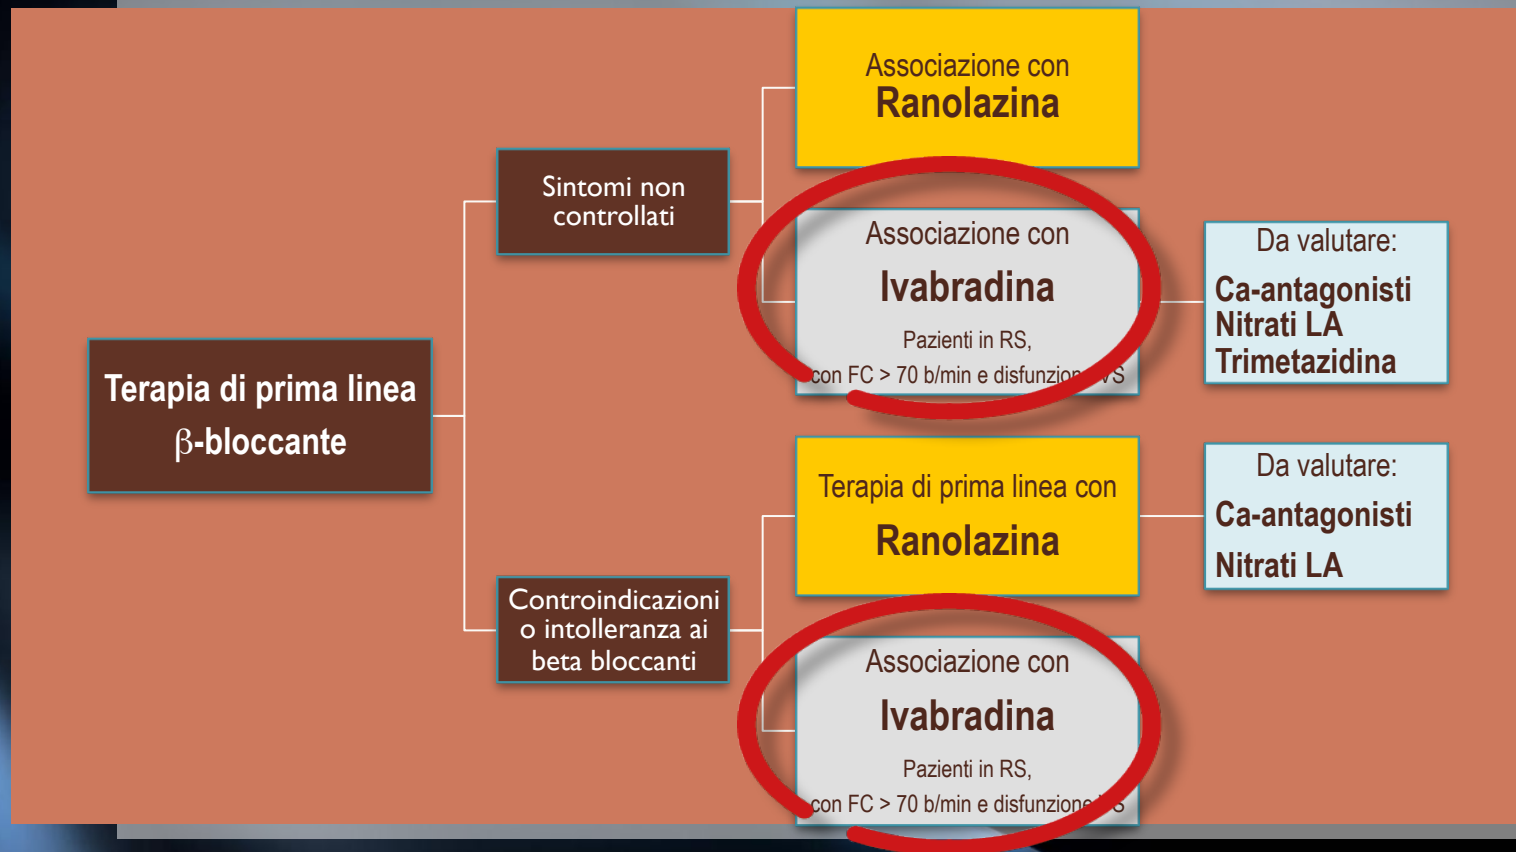 Associazione con
Ranolazina
Sintomi non
controllati
Associazione con
Ivabradina
Pazienti in RS,
con FC > 70 b/min e disfunzione VS
Da valutare:
Ca-antagonisti
Nitrati LA
Trimetazidina
Terapia di prima linea
β-bloccante
Terapia di prima linea con
Ranolazina
Da valutare:
Ca-antagonisti
Nitrati LA
Controindicazioni
o intolleranza ai
beta bloccanti
Associazione con
Ivabradina
Pazienti in RS,
con FC > 70 b/min e disfunzione VS